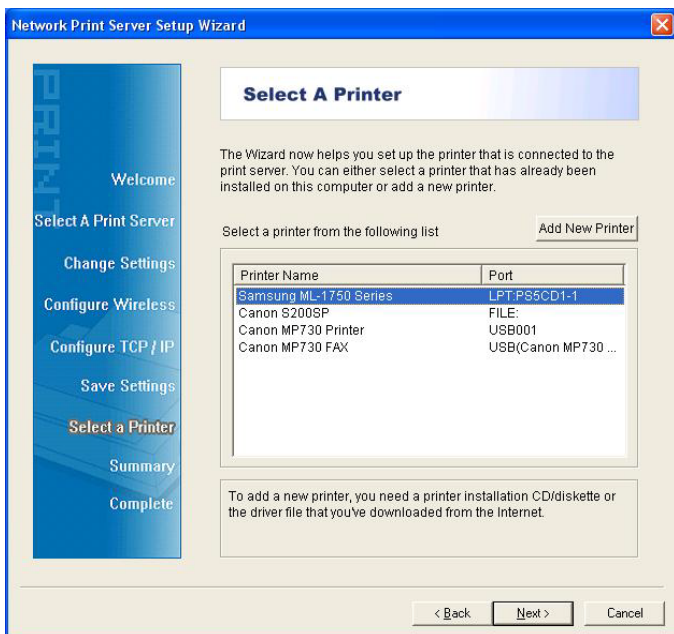 Network Print Server Setup Wizard
PRINT
Welcome
Select A Print Server
Change Settings
Configure Wireless
Configure TCP / IP
Save Settings
Select a Printer
Summary
Complete
Select A Printer
The Wizard now helps you set up the printer that is connected to the
print server. You can either select a printer that has already been
installed on this computer or add a new printer.
Select a printer from the following list
Add New Printer
Printer Name Port
Samsung ML-1750 Series LPT:PS5CD1-1
Canon S200SP FILE:
Canon MP730 Printer USB001
Canon MP730 FAX USB(Canon MP730 ...
To add a new printer, you need a printer installation CD/diskette or
the driver file that you've downloaded from the Internet.
< Back Next > Cancel